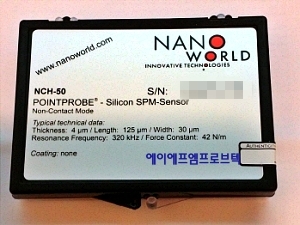 www.nanoworld.com
NANO
WORLD
INNOVATIVE TECHNOLOGIES
NCH-50
S/N:
POINTPROBE® - Silicon SPM-Sensor
Non-Contact Mode
Typical technical data:
Thickness: 4 µm / Length: 125 µm / Width: 30 µm
Resonance Frequency: 320 kHz / Force Constant: 42 N/m
Coating: none
에이에프엠프로브텍